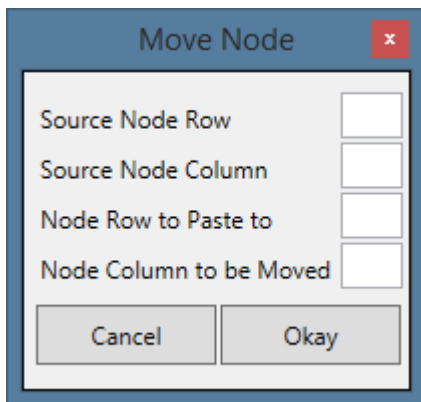 Move Node
x
Source Node Row
Source Node Column
Node Row to Paste to
Node Column to be Moved
Cancel Okay